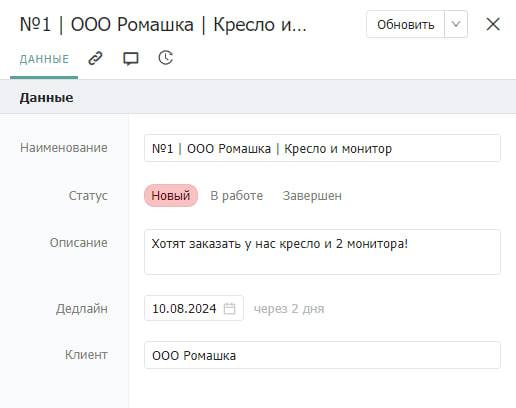 №1 | ООО Ромашка | Кресло и...
Обновить
ДАННЫЕ
Данные
Наименование
№1 | ООО Ромашка | Кресло и монитор
Статус
Новый
В работе
Завершен
Описание
Хотят заказать у нас кресло и 2 монитора!
Дедлайн
10.08.2024
через 2 дня
Клиент
ООО Ромашка